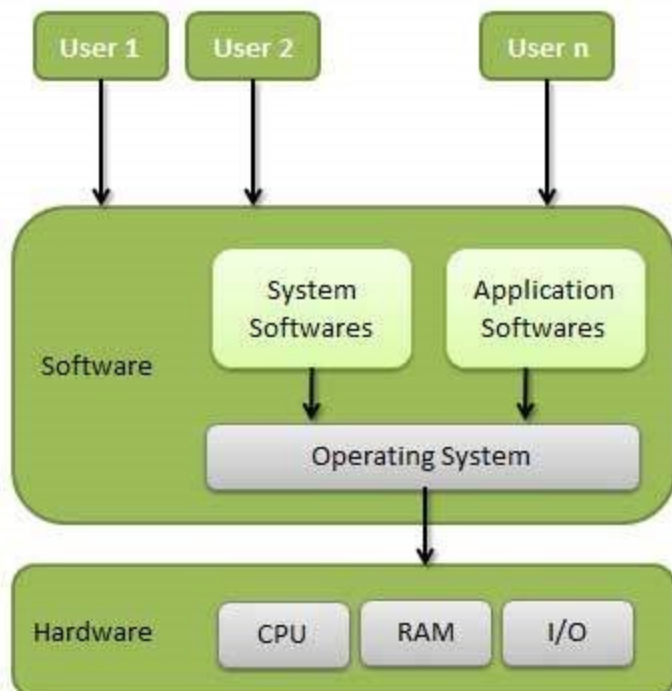 User 1
User 2
User n
System
Softwares
Application
Softwares
Software
Operating System
Hardware
CPU
RAM
I/O